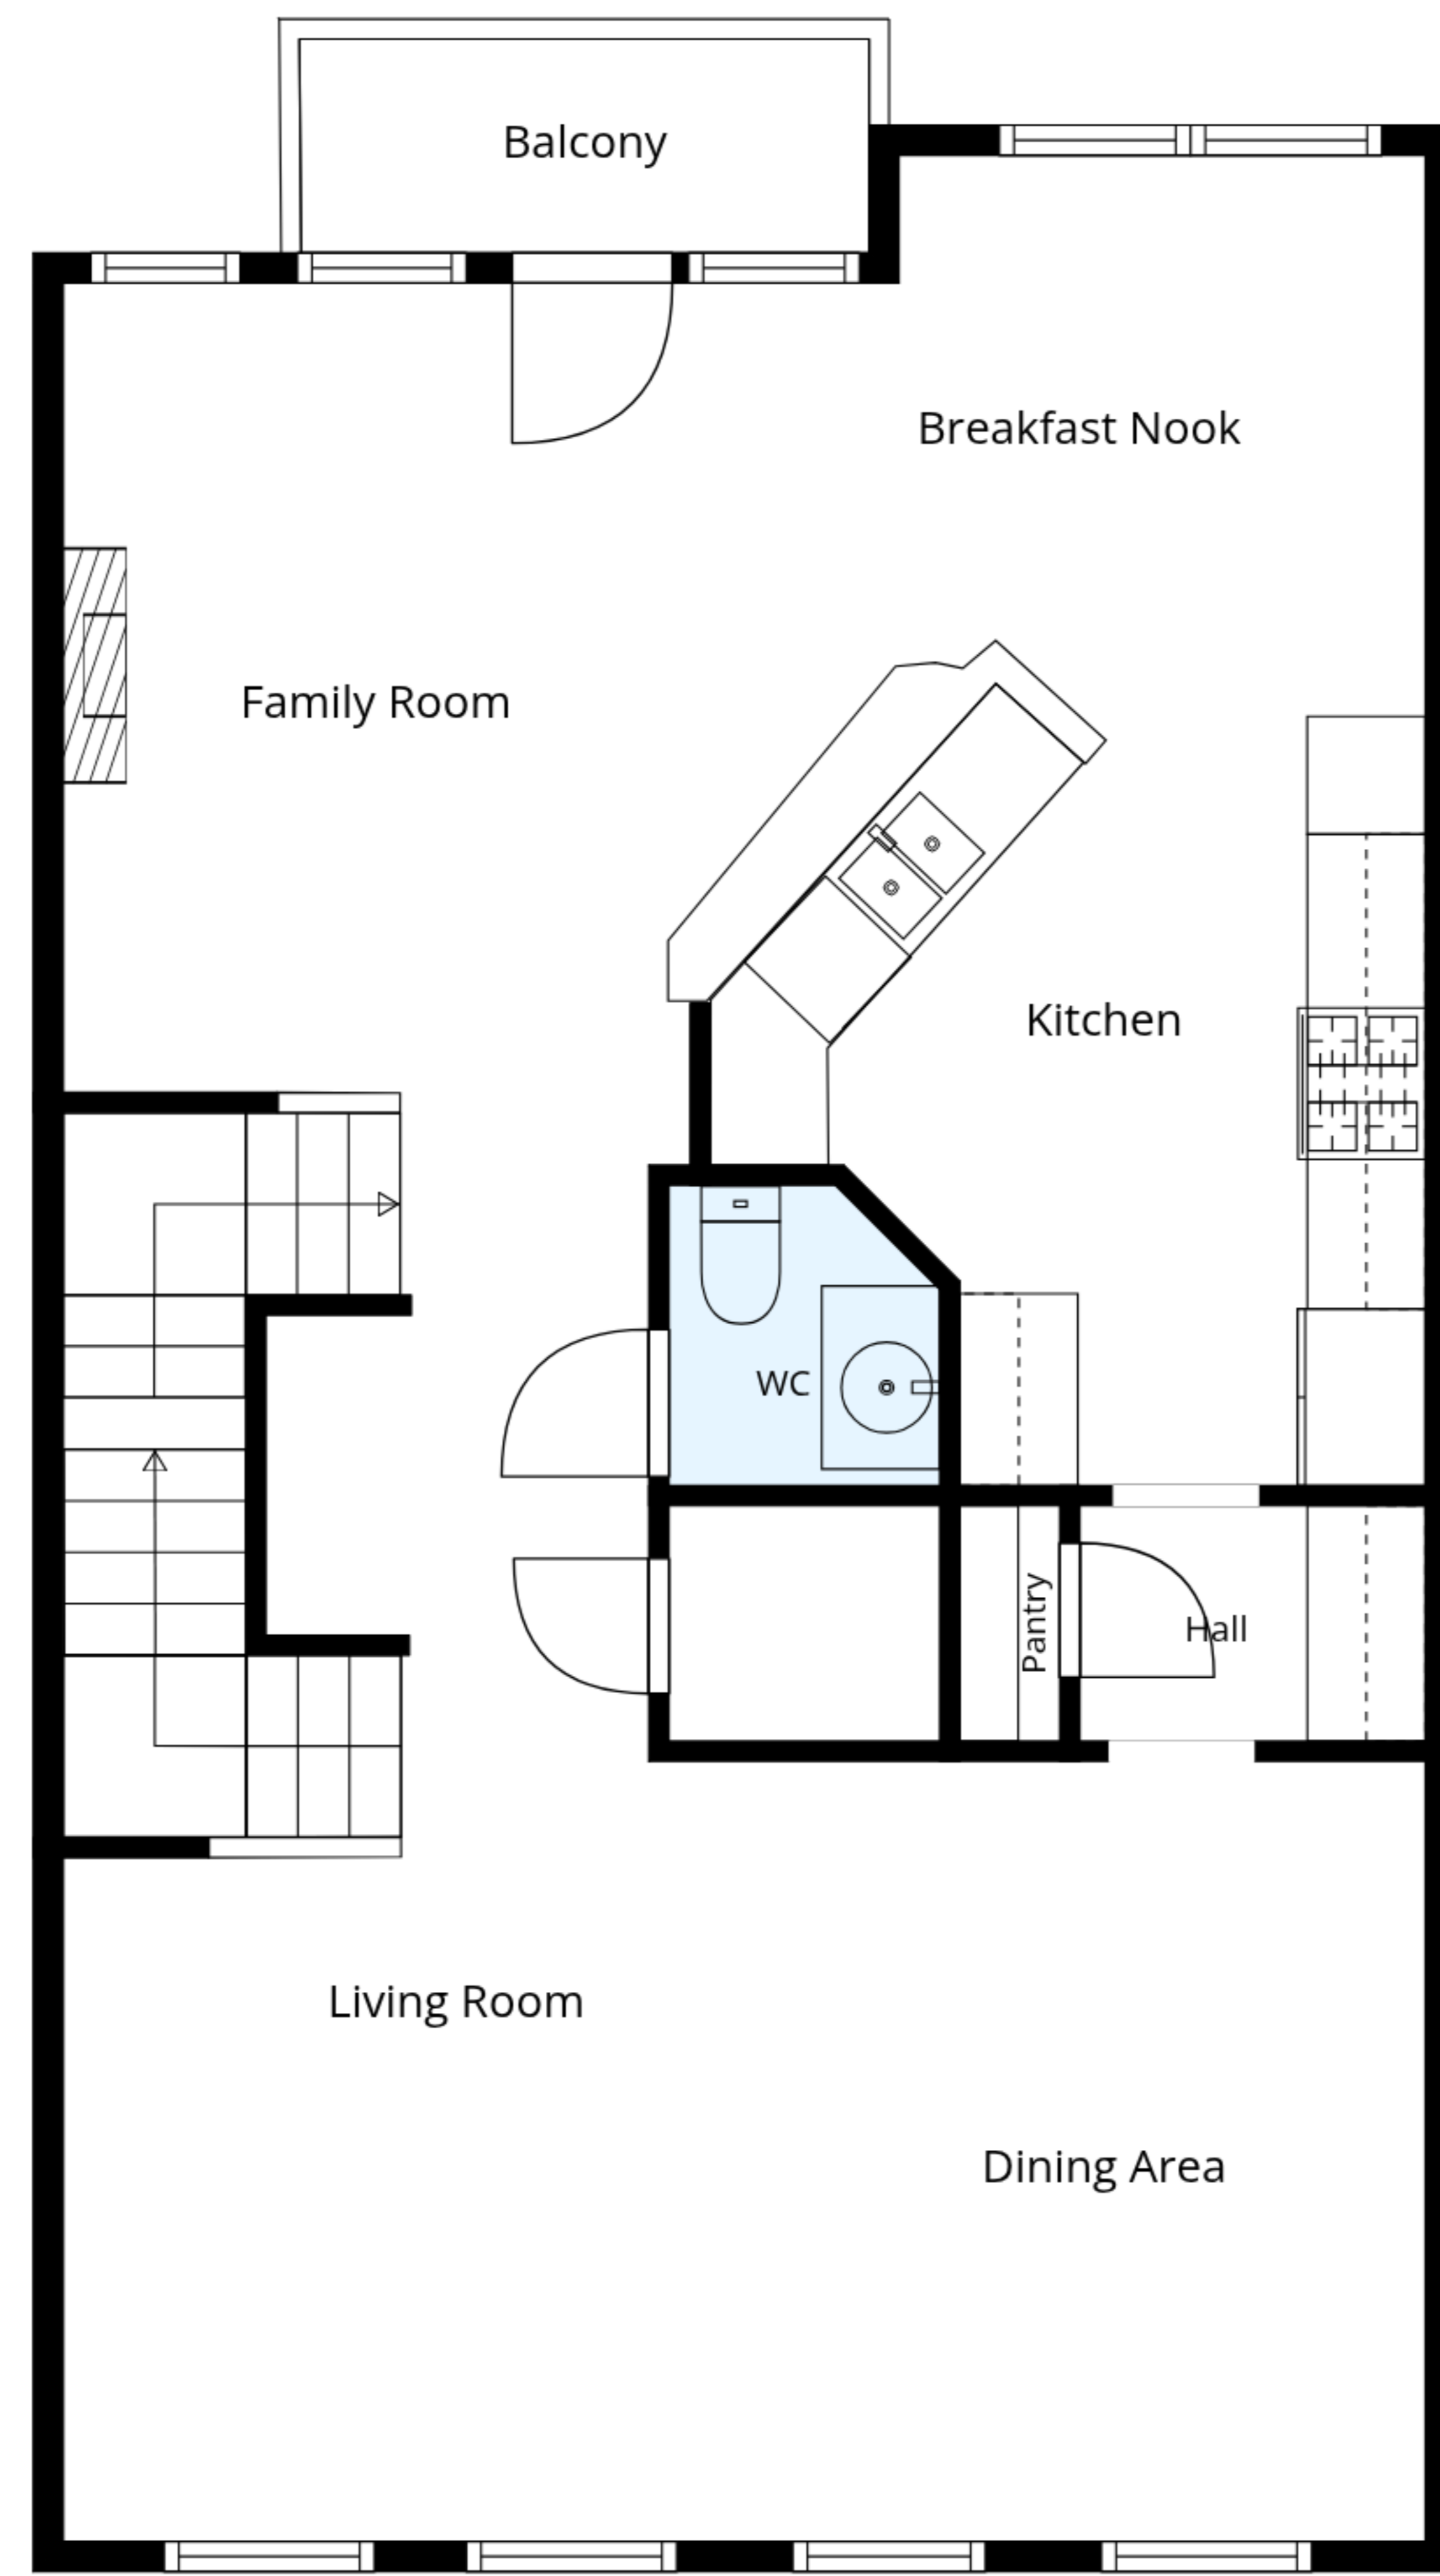 Balcony
Breakfast Nook
Family Room
Kitchen
WC
Pantry
Hall
Living Room
Dining Area